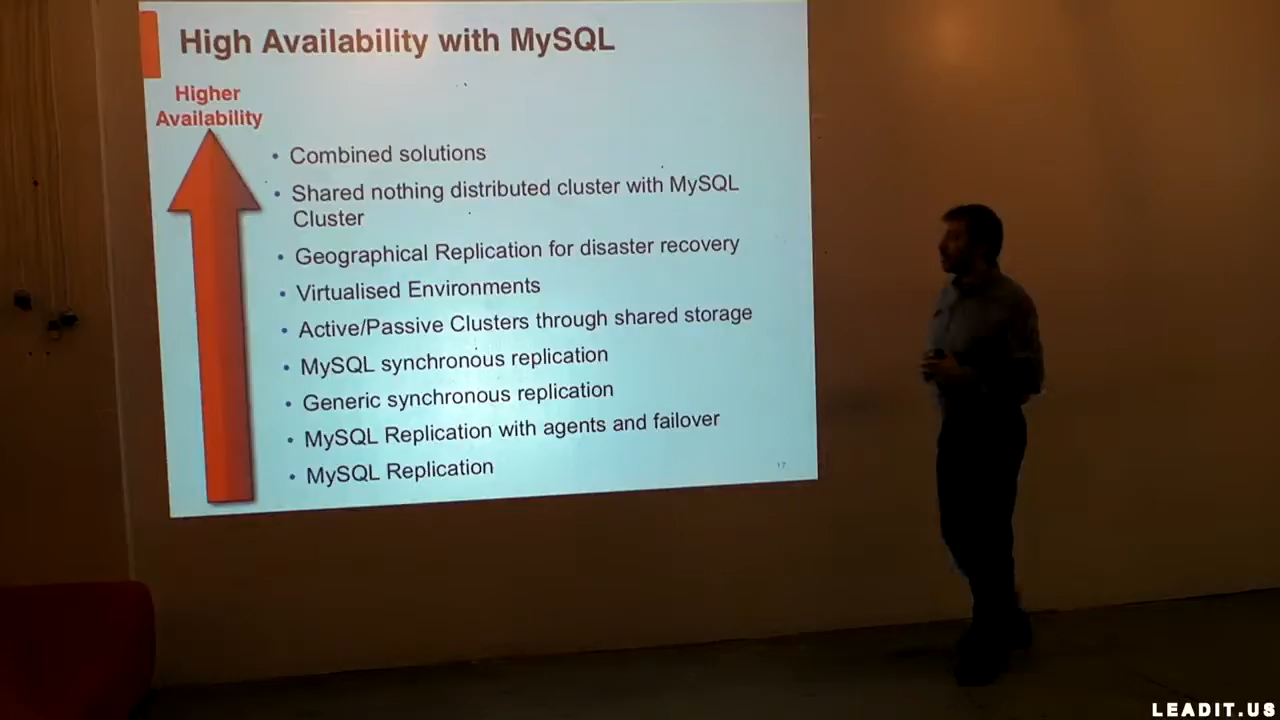 High Availability with MySQL
Higher
Availability
• Combined solutions
• Shared nothing distributed cluster with MySQL
Cluster
• Geographical Replication for disaster recovery
• Virtualised Environments
• Active/Passive Clusters through shared storage
• MySQL synchronous replication
• Generic synchronous replication
• MySQL Replication with agents and failover
• MySQL Replication
17
LEADIT.US